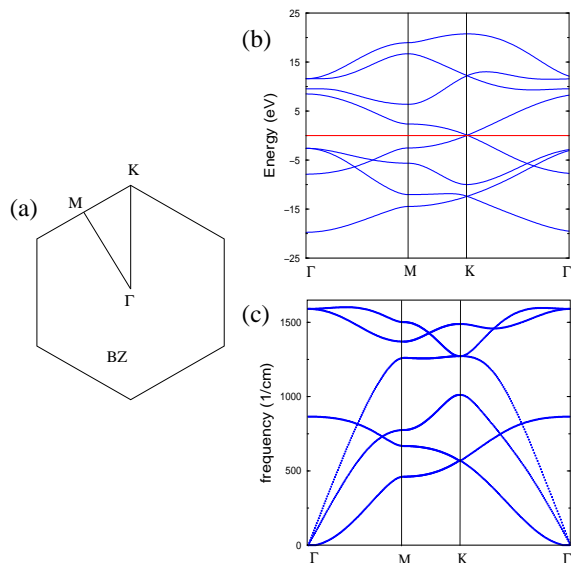 (a)
K
M
Γ
BZ
(b)
Energy (eV)
25
15
5
−5
−15
−25
Γ
M
K
Γ
(c)
frequency (1/cm)
1500
1000
500
0
Γ
M
K
Γ